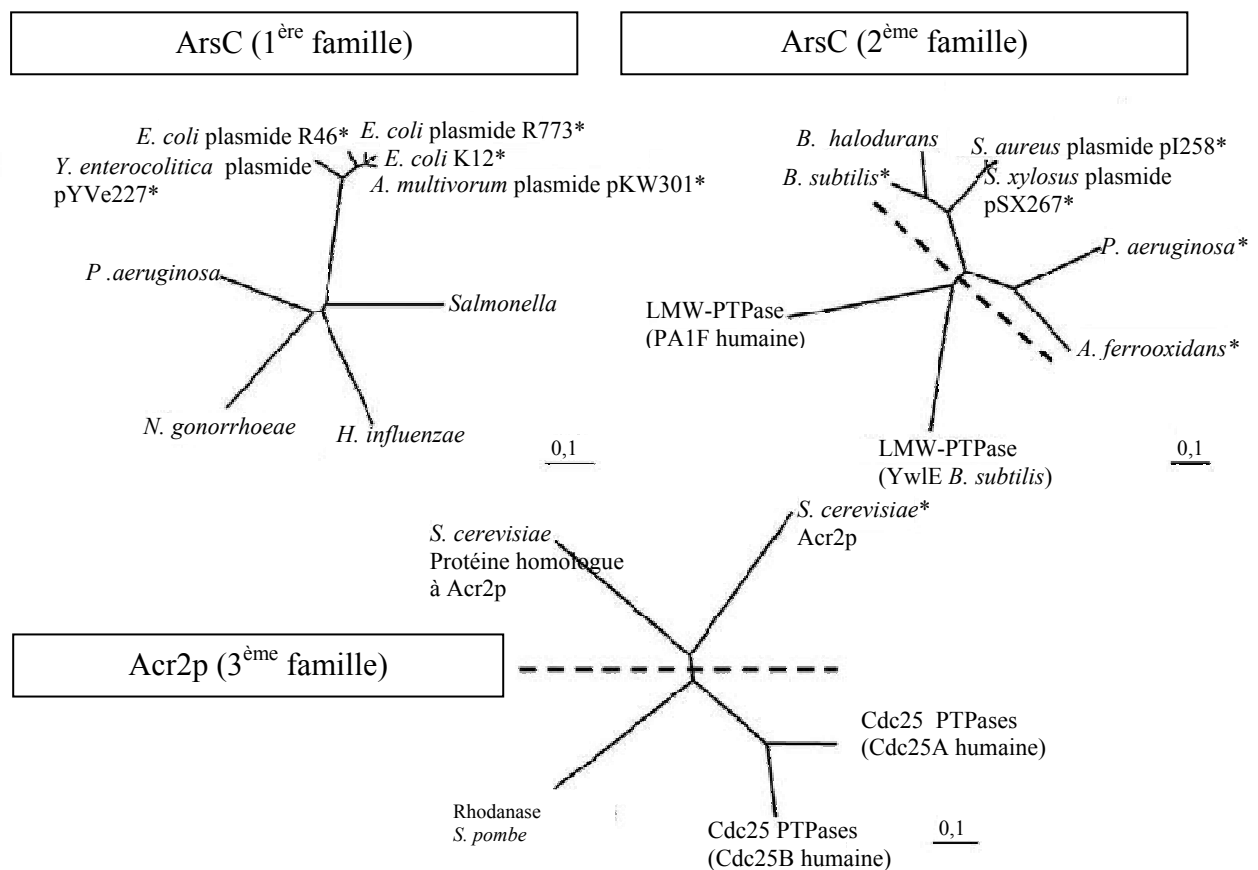 ArsC (1ère famille)
ArsC (2ème famille)
E. coli plasmide R46*
E. coli plasmide R773*
Y. enterocolitica plasmide
pYVe227*
E. coli K12*
A. multivorum plasmide pKW301*
P .aeruginosa
Salmonella
N. gonorrhoeae
H. influenzae
0,1
B. halodurans
S. aureus plasmide pI258*
B. subtilis*
S. xylosus plasmide
pSX267*
P. aeruginosa*
LMW-PTPase
(PA1F humaine)
A. ferrooxidans*
LMW-PTPase
(YwlE B. subtilis)
0,1
S. cerevisiae
Protéine homologue
à Acr2p
S. cerevisiae*
Acr2p
Acr2p (3ème famille)
Cdc25 PTPases
(Cdc25A humaine)
Rhodanase
S. pombe
Cdc25 PTPases
(Cdc25B humaine)
0,1